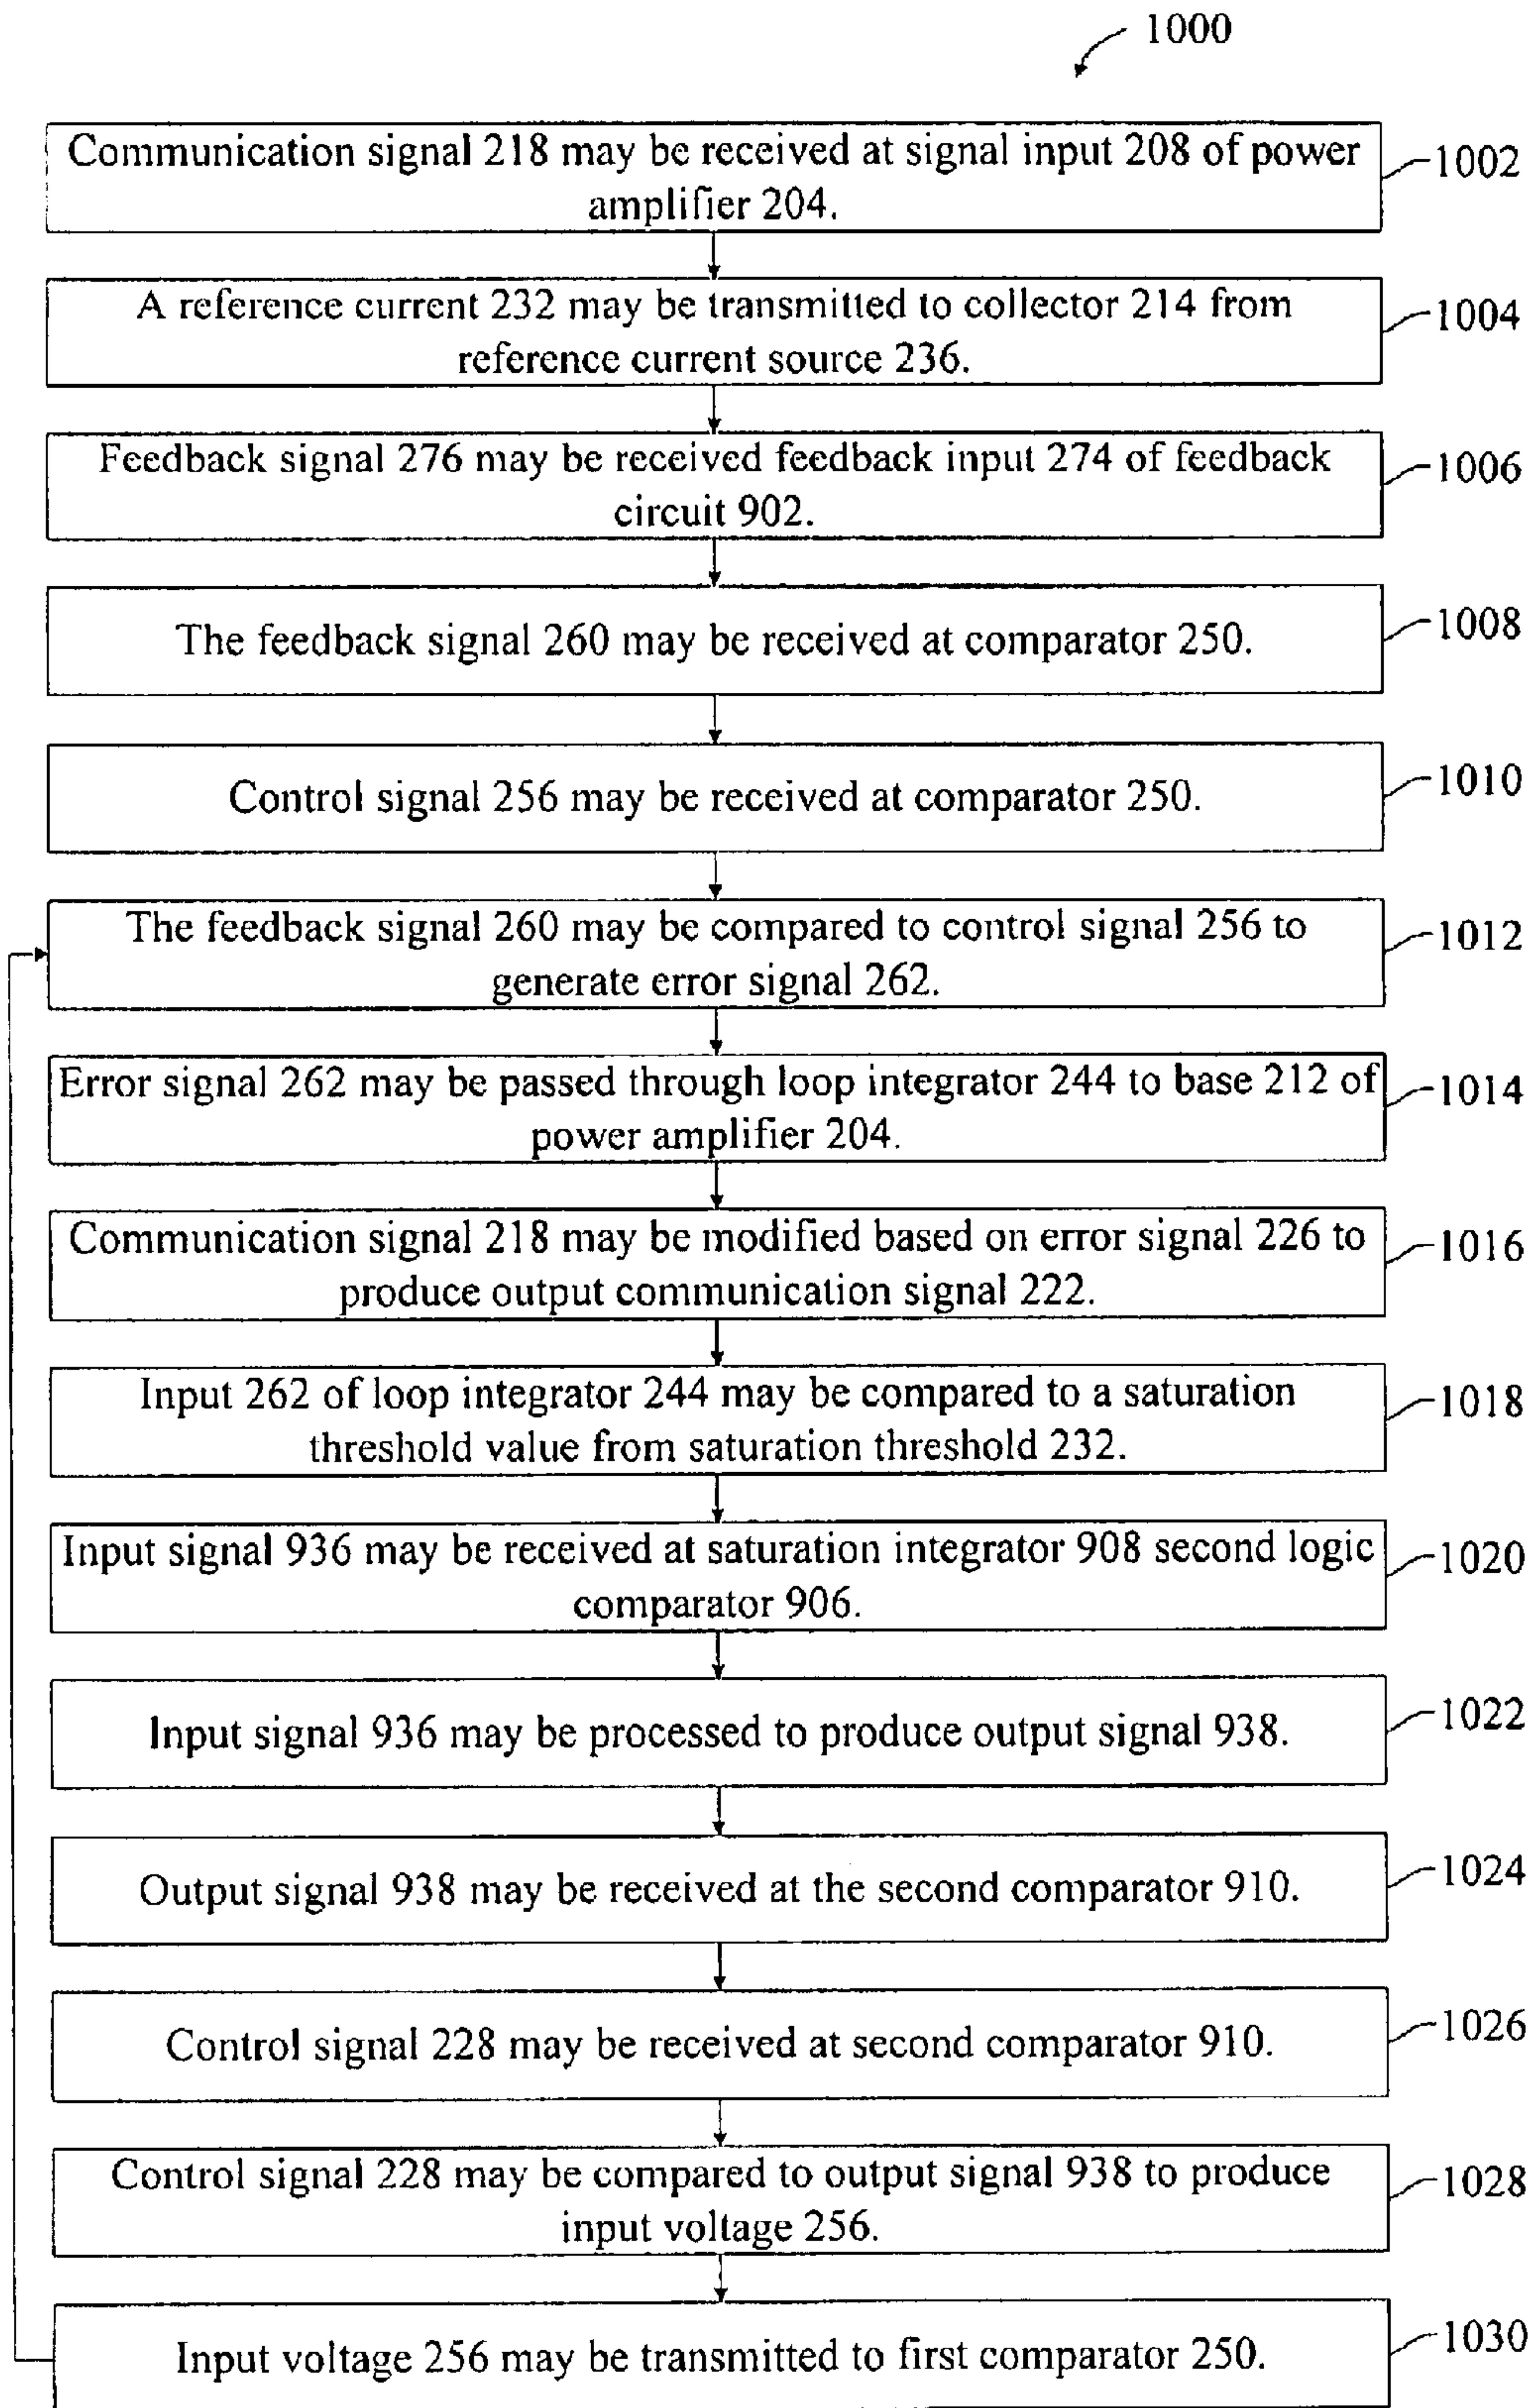 1000
Communication signal 218 may be received at signal input 208 of power
amplifier 204.
1002
A reference current 232 may be transmitted to collector 214 from
reference current source 236.
1004
Feedback signal 276 may be received feedback input 274 of feedback
circuit 902.
1006
The feedback signal 260 may be received at comparator 250.
1008
Control signal 256 may be received at comparator 250.
1010
The feedback signal 260 may be compared to control signal 256 to
generate error signal 262.
1012
Error signal 262 may be passed through loop integrator 244 to base 212 of
power amplifier 204.
1014
Communication signal 218 may be modified based on error signal 226 to
produce output communication signal 222.
1016
Input 262 of loop integrator 244 may be compared to a saturation
threshold value from saturation threshold 232.
1018
Input signal 936 may be received at saturation integrator 908 second logic
comparator 906.
1020
Input signal 936 may be processed to produce output signal 938.
1022
Output signal 938 may be received at the second comparator 910.
1024
Control signal 228 may be received at second comparator 910.
1026
Control signal 228 may be compared to output signal 938 to produce
input voltage 256.
1028
Input voltage 256 may be transmitted to first comparator 250.
1030